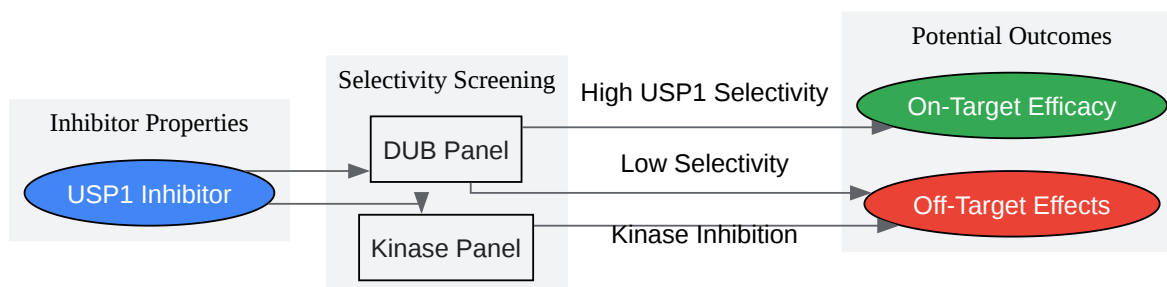 Inhibitor Properties
USP1 Inhibitor
Selectivity Screening
DUB Panel
Kinase Panel
High USP1 Selectivity
Low Selectivity
Kinase Inhibition
Potential Outcomes
On-Target Efficacy
Off-Target Effects